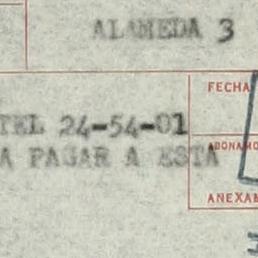 ALAMEDA 3
FECHA
TEL 24-54-01
A PAGAR A ESTA
ABONAMO
ANEXAM